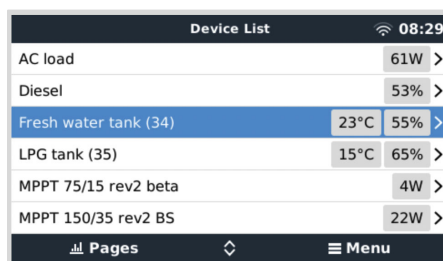 Device List 08:29
AC load 61W
Diesel 53%
Fresh water tank (34) 23°C 55%
LPG tank (35) 15°C 65%
MPPT 75/15 rev2 beta 4W
MPPT 150/35 rev2 BS 22W
Pages Menu